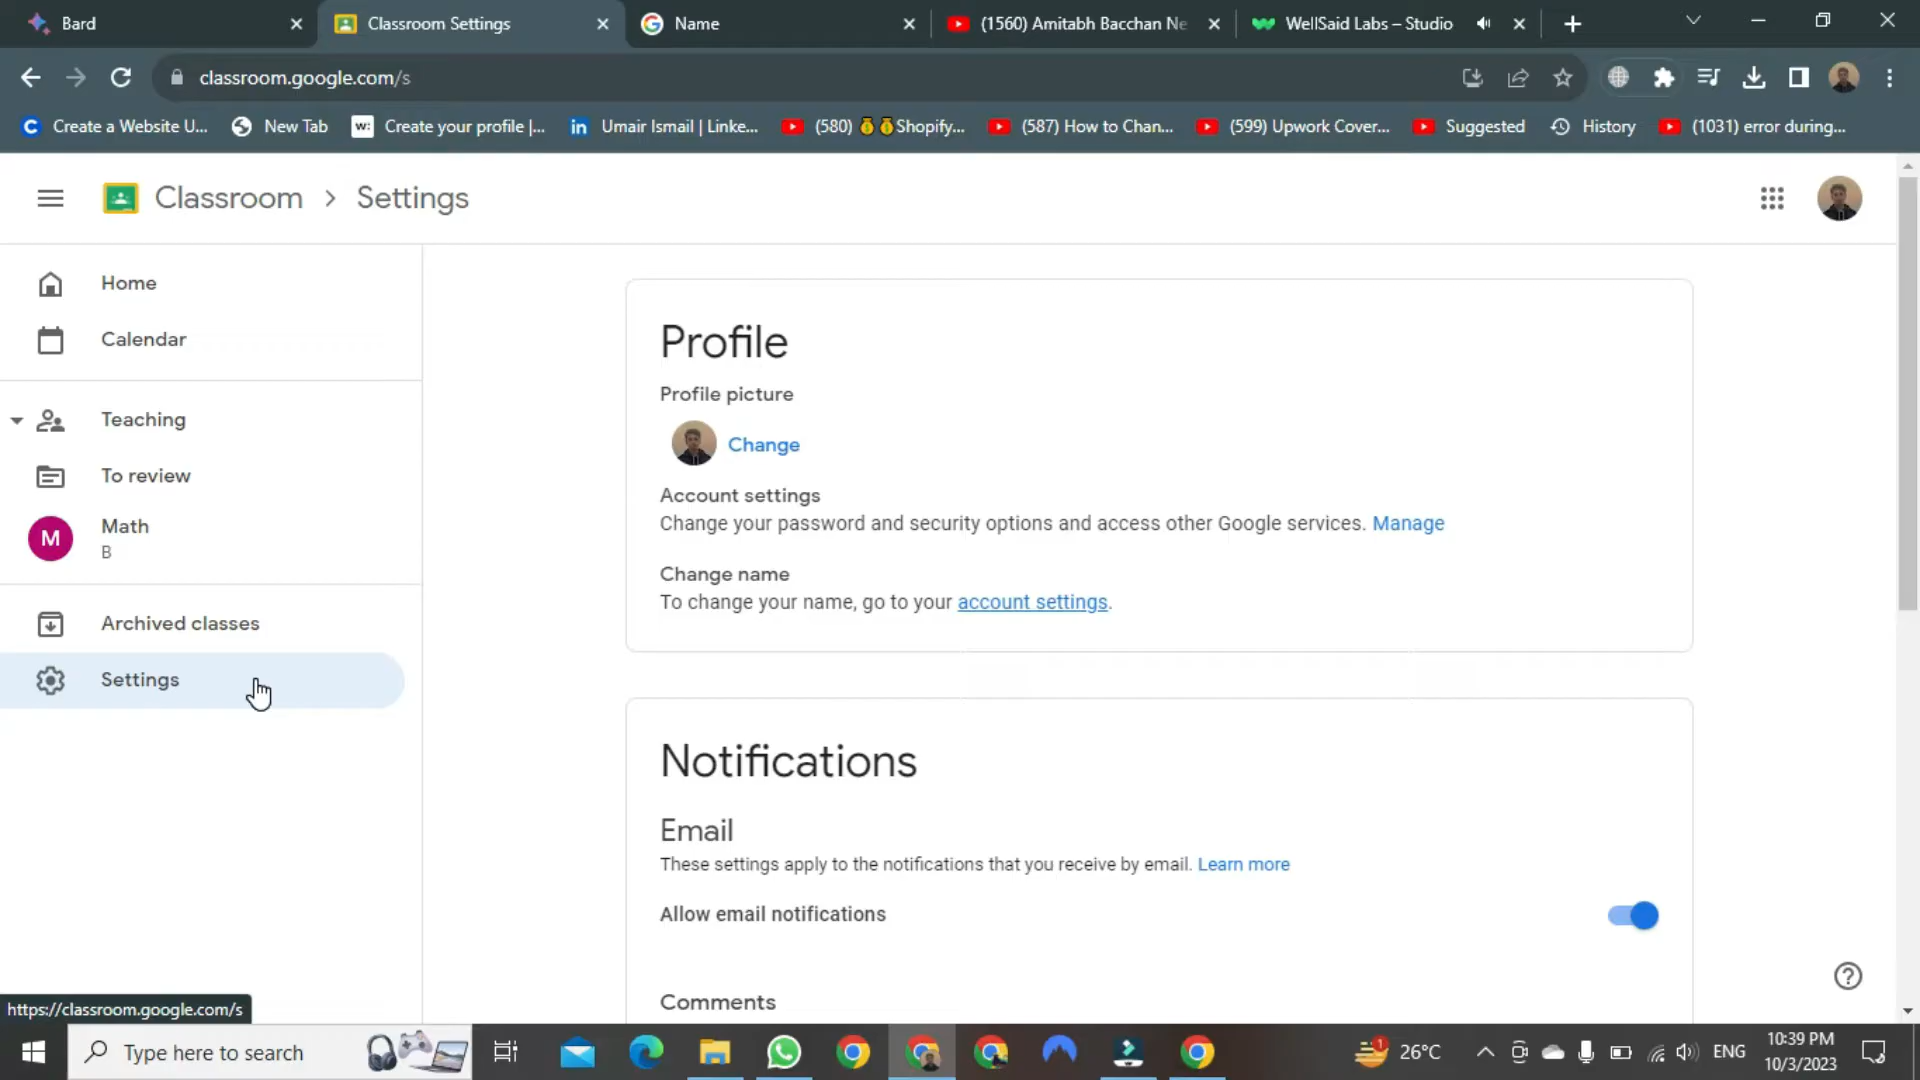 Bard
Classroom Settings
Name
(1560) Amitabh Bacchan Ne
WellSaid Labs – Studio
classroom.google.com/s
Create a Website U...
New Tab
Create your profile |...
Umair Ismail | Linke...
(580) 💰💰Shopify...
(587) How to Chan...
(599) Upwork Cover...
Suggested
History
(1031) error during...
Classroom > Settings
Home
Calendar
Teaching
To review
M
Math
B
Archived classes
Settings
Profile
Profile picture
Change
Account settings
Change your password and security options and access other Google services. Manage
Change name
To change your name, go to your account settings.
Notifications
Email
These settings apply to the notifications that you receive by email. Learn more
Allow email notifications
Comments
https://classroom.google.com/s
Type here to search
1
26°C
ENG
10:39 PM
10/3/2023